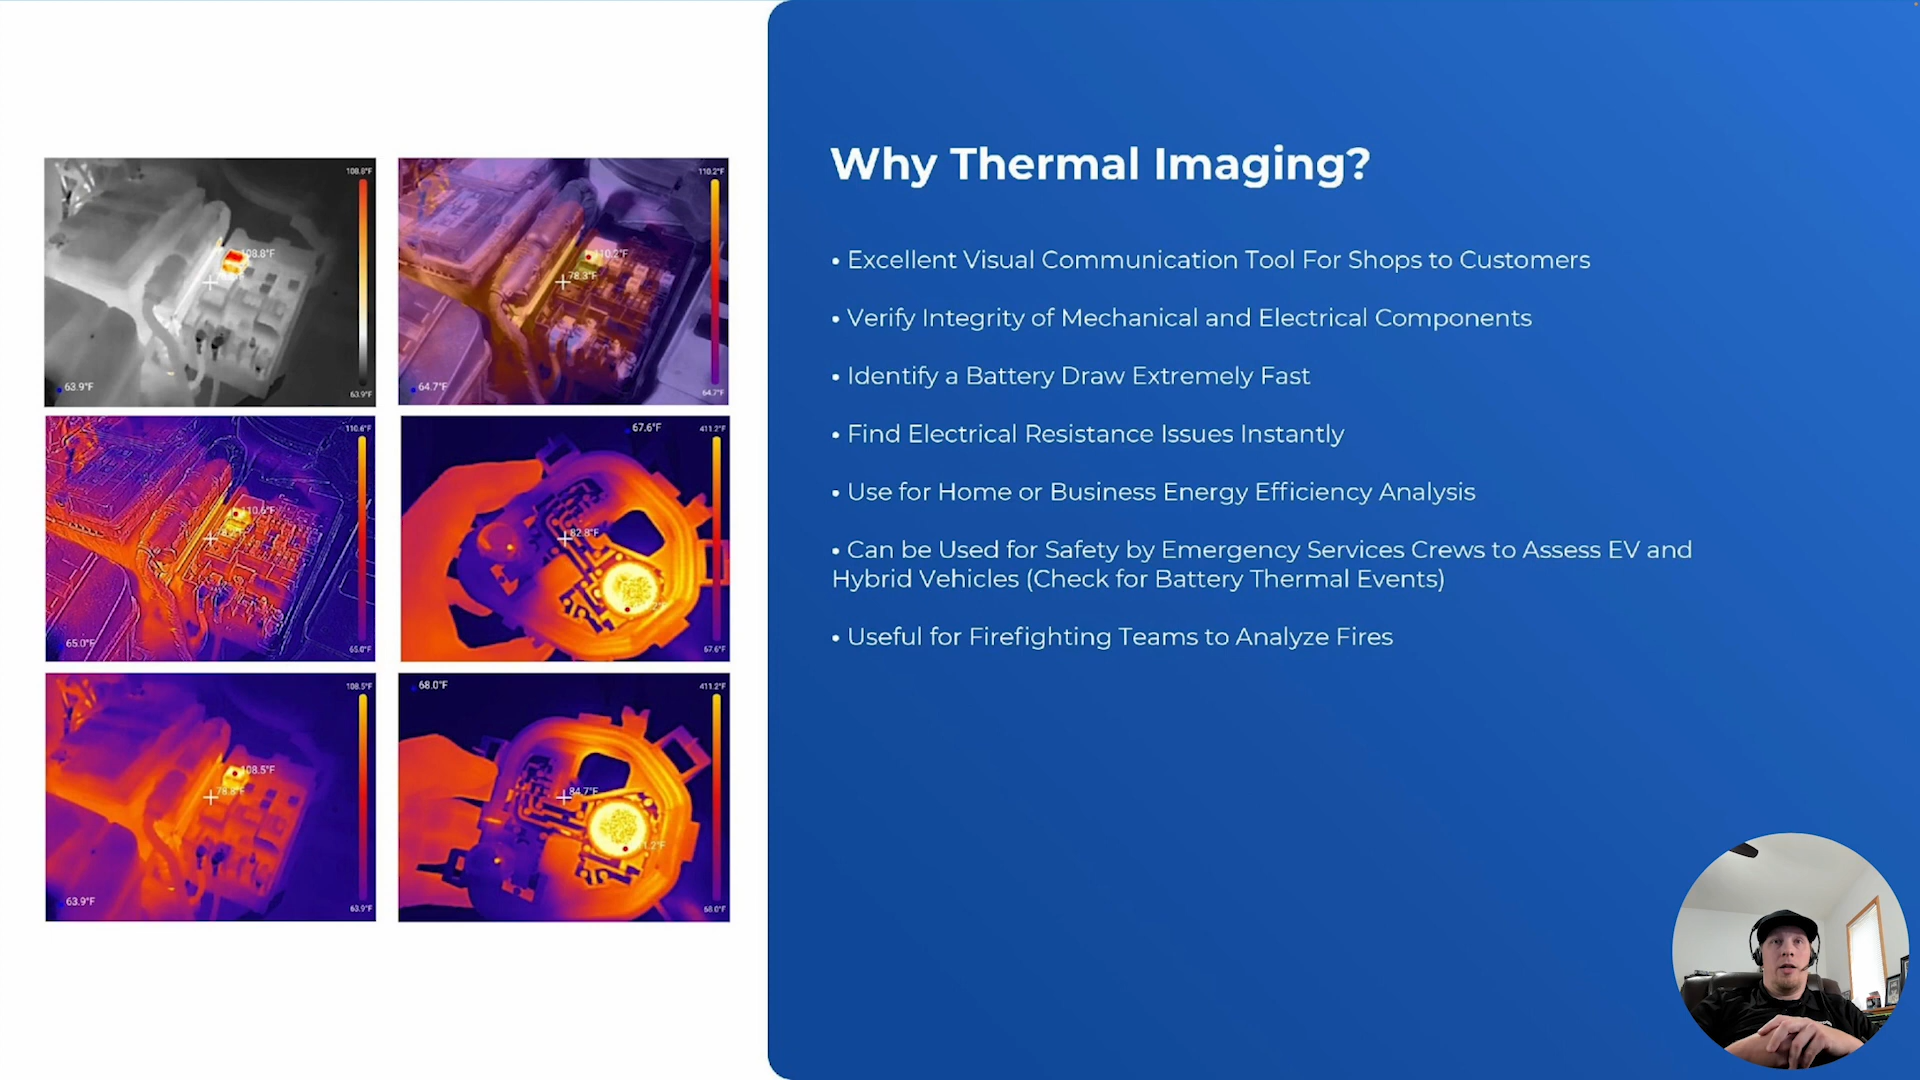 Why Thermal Imaging?
• Excellent Visual Communication Tool For Shops to Customers
• Verify Integrity of Mechanical and Electrical Components
• Identify a Battery Draw Extremely Fast
• Find Electrical Resistance Issues Instantly
• Use for Home or Business Energy Efficiency Analysis
• Can be Used for Safety by Emergency Services Crews to Assess EV and
Hybrid Vehicles (Check for Battery Thermal Events)
• Useful for Firefighting Teams to Analyze Fires
108.8°F
108.8°F
63.9°F
63.9°F
110.2°F
110.2°F
78.3°F
64.7°F
64.7°F
110.6°F
110.6°F
65.0°F
65.0°F
67.6°F
411.2°F
82.8°F
67.6°F
108.5°F
108.5°F
78.8°F
63.9°F
63.9°F
68.0°F
411.2°F
84.7°F
68.0°F